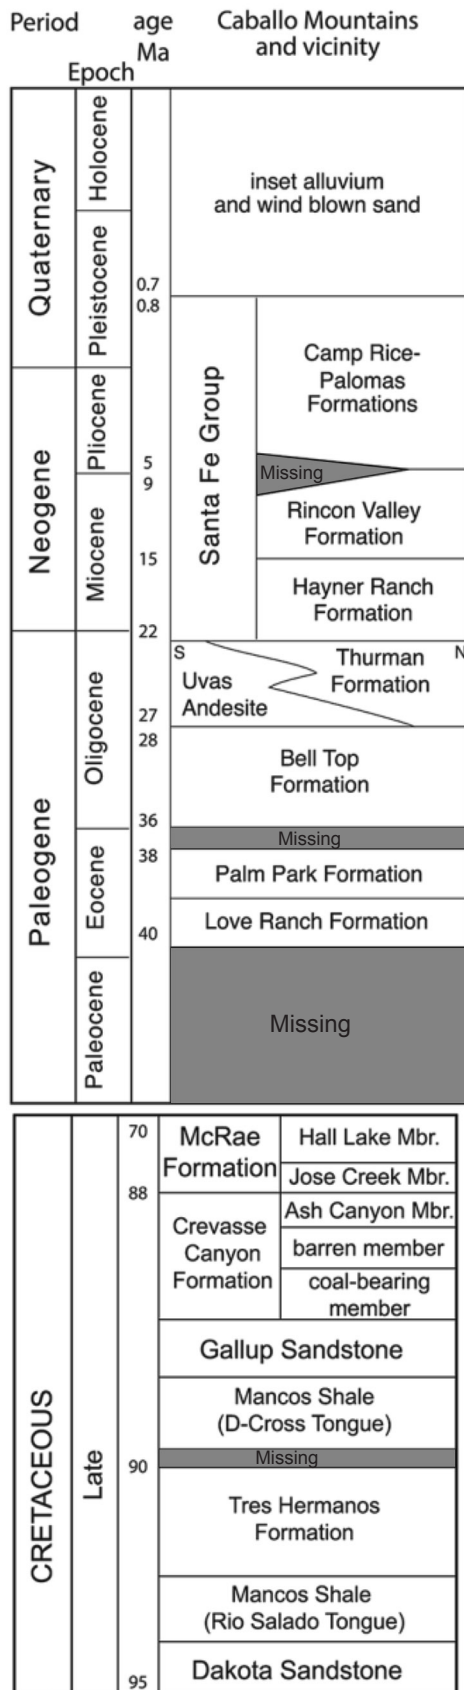 Period age Caballo Mountains
Ma and vicinity
Epoch
Quaternary
Holocene
Pleistocene
inset alluvium
and wind blown sand
0.7
0.8
Neogene
Pliocene
Miocene
Santa Fe Group
Camp Rice-
Palomas
Formations
5
9
Missing
Rincon Valley
Formation
15
Hayner Ranch
Formation
22
Paleogene
Oligocene
S
N
Thurman
Formation
Uvas
Andesite
27
28
Bell Top
Formation
36
Missing
Eocene
38
Palm Park Formation
Love Ranch Formation
40
Paleocene
Missing
CRETACEOUS
Late
70
McRae
Formation
Hall Lake Mbr.
Jose Creek Mbr.
88
Crevasse
Canyon
Formation
Ash Canyon Mbr.
barren member
coal-bearing
member
Gallup Sandstone
Mancos Shale
(D-Cross Tongue)
Missing
90
Tres Hermanos
Formation
Mancos Shale
(Rio Salado Tongue)
Dakota Sandstone
95